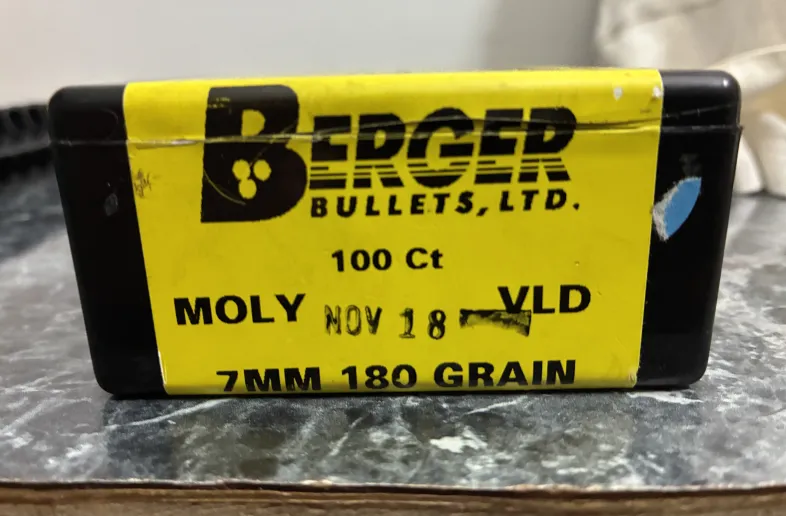 BERGER
BULLETS, LTD.
100 Ct
MOLY NOV 18 VLD
7MM 180 GRAIN